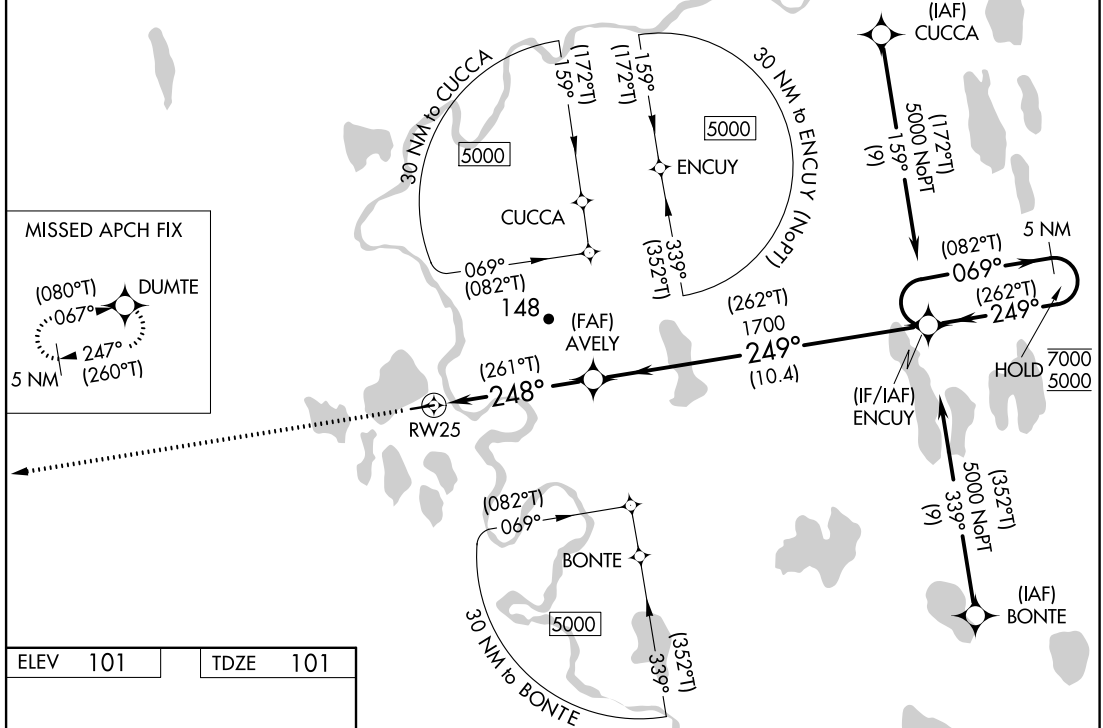 (IAF)
CUCCA
(172°T)
5000 NoPT
159°
(9)
30 NM to CUCCA
5000
159°
(172°T)
CUCCA
069°
(082°T)
159°
(172°T)
ENCUY
339°
(352°T)
5000
30 NM to ENCUY (NoPT)
MISSED APCH FIX
DUMTE
(080°T)
067°
247°
(260°T)
5 NM
148
(FAF)
AVELY
(261°T)
248°
RW25
(262°T)
1700
249°
(10.4)
5 NM
(082°T)
069°
(262°T)
249°
HOLD
7000
5000
(IF/IAF)
ENCUY
(352°T)
5000 NoPT
339°
(9)
(IAF)
BONTE
(082°T)
069°
BONTE
5000
339°
(352°T)
30 NM to BONTE
ELEV 101
TDZE 101